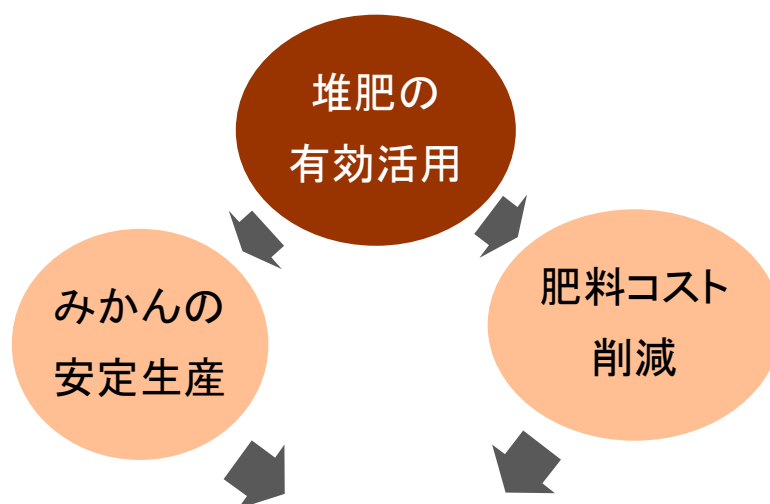 堆肥の
有効活用
みかんの
安定生産
肥料コスト
削減